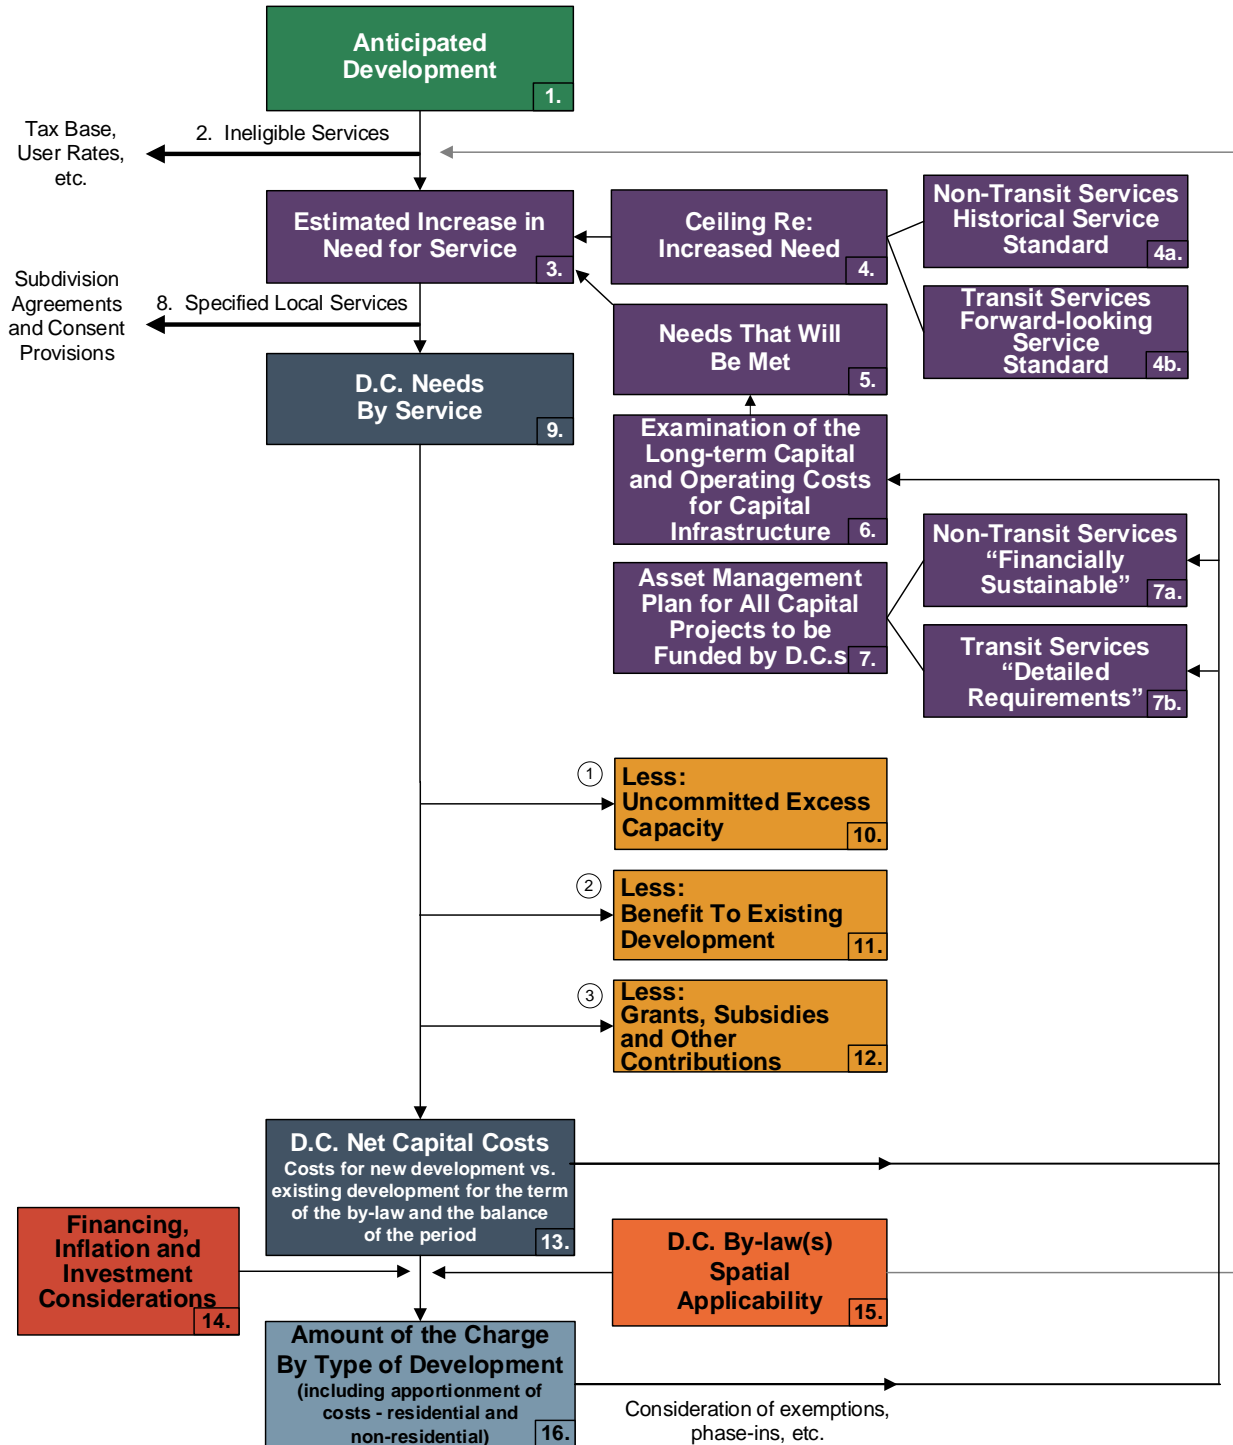 Anticipated
Development
1.
Tax Base,
User Rates,
etc.
2.  Ineligible Services
Estimated Increase in
Need for Service
3.
Ceiling Re:
Increased Need
4.
Non-Transit Services
Historical Service
Standard
4a.
Transit Services
Forward-looking
Service
Standard
4b.
Subdivision
Agreements
and Consent
Provisions
8.  Specified Local Services
Needs That Will
Be Met
5.
D.C. Needs
By Service
9.
Examination of the
Long-term Capital
and Operating Costs
for Capital
Infrastructure
6.
Asset Management
Plan for All Capital
Projects to be
Funded by D.C.s
7.
Non-Transit Services
“Financially
Sustainable”
7a.
Transit Services
“Detailed
Requirements”
7b.
1
Less:
Uncommitted Excess
Capacity
10.
2
Less:
Benefit To Existing
Development
11.
3
Less:
Grants, Subsidies
and Other
Contributions
12.
D.C. Net Capital Costs
Costs for new development vs.
existing development for the term
of the by-law and the balance
of the period
13.
Financing,
Inflation and
Investment
Considerations
14.
D.C. By-law(s)
Spatial
Applicability
15.
Amount of the Charge
By Type of Development
(including apportionment of
costs - residential and
non-residential)
16.
Consideration of exemptions,
phase-ins, etc.